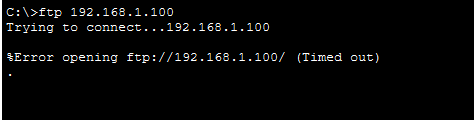 C:\>ftp 192.168.1.100
Trying to connect...192.168.1.100
%Error opening ftp://192.168.1.100/ (Timed out)
.